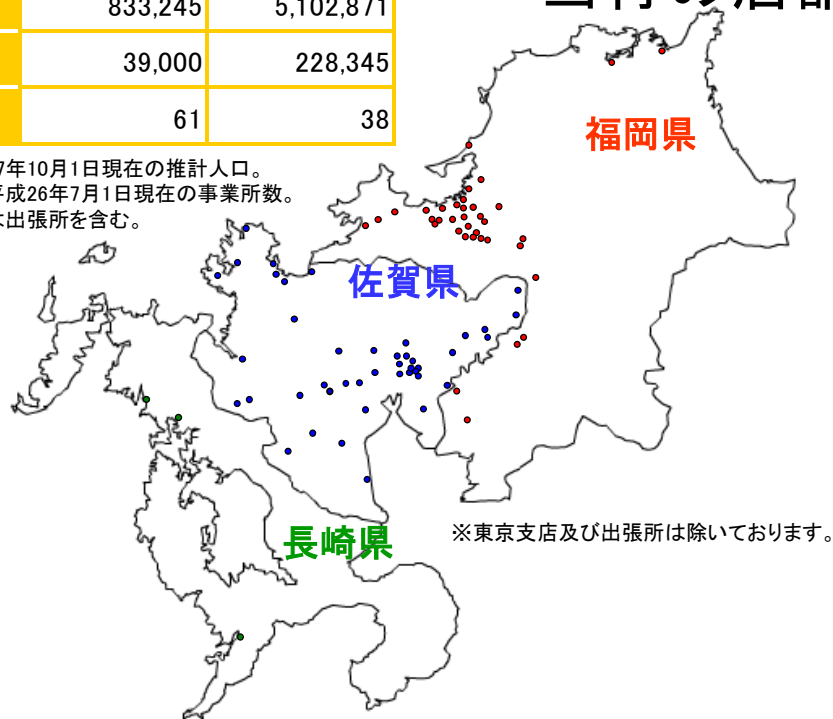 833,245 5,102,871
39,000 228,345
61 38
7年10月1日現在の推計人口。
平成26年7月1日現在の事業所数。
出張所を含む。
福岡県
佐賀県
長崎県
※東京支店及び出張所は除いております。